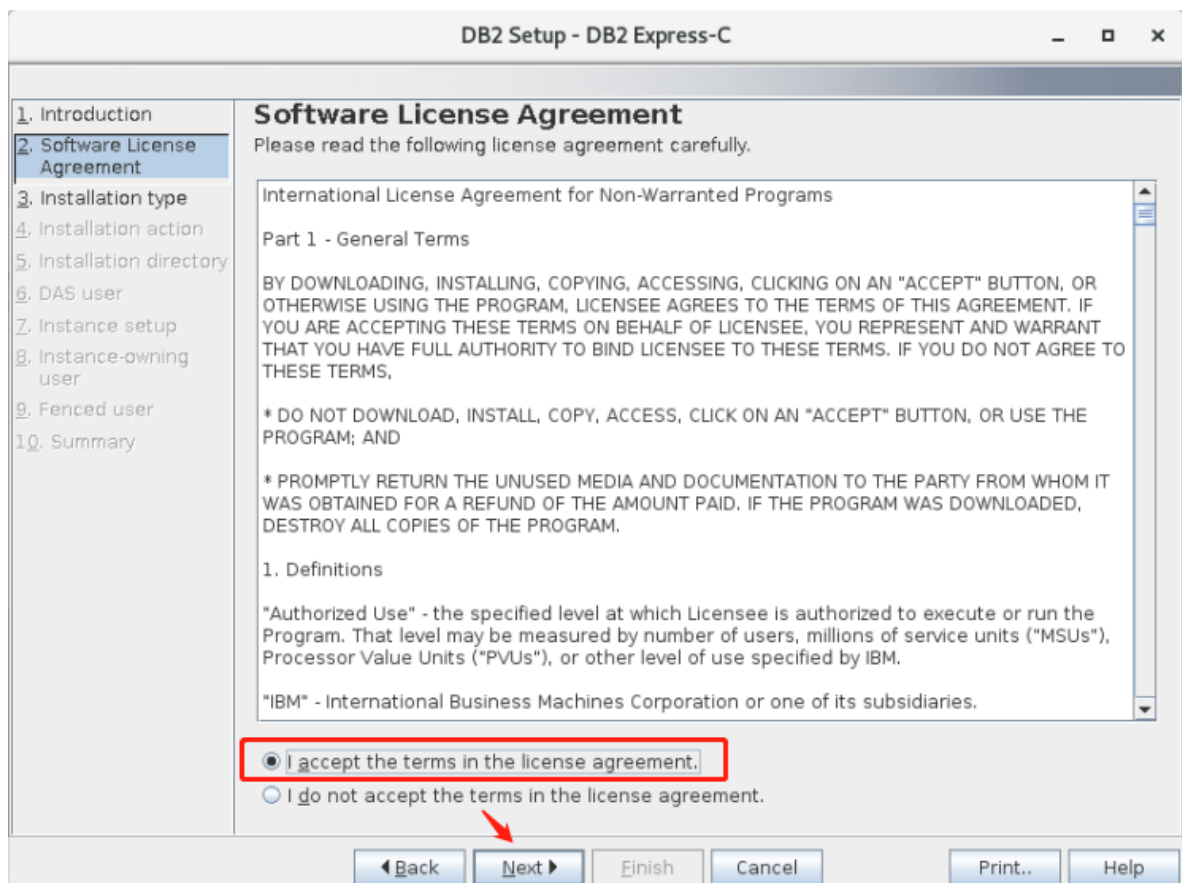 DB2 Setup - DB2 Express-C
1. Introduction
2. Software License
Agreement
3. Installation type
4. Installation action
5. Installation directory
6. DAS user
7. Instance setup
8. Instance-owning
user
9. Fenced user
10. Summary
Software License Agreement
Please read the following license agreement carefully.
International License Agreement for Non-Warranted Programs
Part 1 - General Terms
BY DOWNLOADING, INSTALLING, COPYING, ACCESSING, CLICKING ON AN "ACCEPT" BUTTON, OR
OTHERWISE USING THE PROGRAM, LICENSEE AGREES TO THE TERMS OF THIS AGREEMENT. IF
YOU ARE ACCEPTING THESE TERMS ON BEHALF OF LICENSEE, YOU REPRESENT AND WARRANT
THAT YOU HAVE FULL AUTHORITY TO BIND LICENSEE TO THESE TERMS. IF YOU DO NOT AGREE TO
THESE TERMS,
* DO NOT DOWNLOAD, INSTALL, COPY, ACCESS, CLICK ON AN "ACCEPT" BUTTON, OR USE THE
PROGRAM; AND
* PROMPTLY RETURN THE UNUSED MEDIA AND DOCUMENTATION TO THE PARTY FROM WHOM IT
WAS OBTAINED FOR A REFUND OF THE AMOUNT PAID. IF THE PROGRAM WAS DOWNLOADED,
DESTROY ALL COPIES OF THE PROGRAM.
1. Definitions
"Authorized Use" - the specified level at which Licensee is authorized to execute or run the
Program. That level may be measured by number of users, millions of service units ("MSUs"),
Processor Value Units ("PVUs"), or other level of use specified by IBM.
"IBM" - International Business Machines Corporation or one of its subsidiaries.
I accept the terms in the license agreement.
I do not accept the terms in the license agreement.
Back Next Finish Cancel Print.. Help